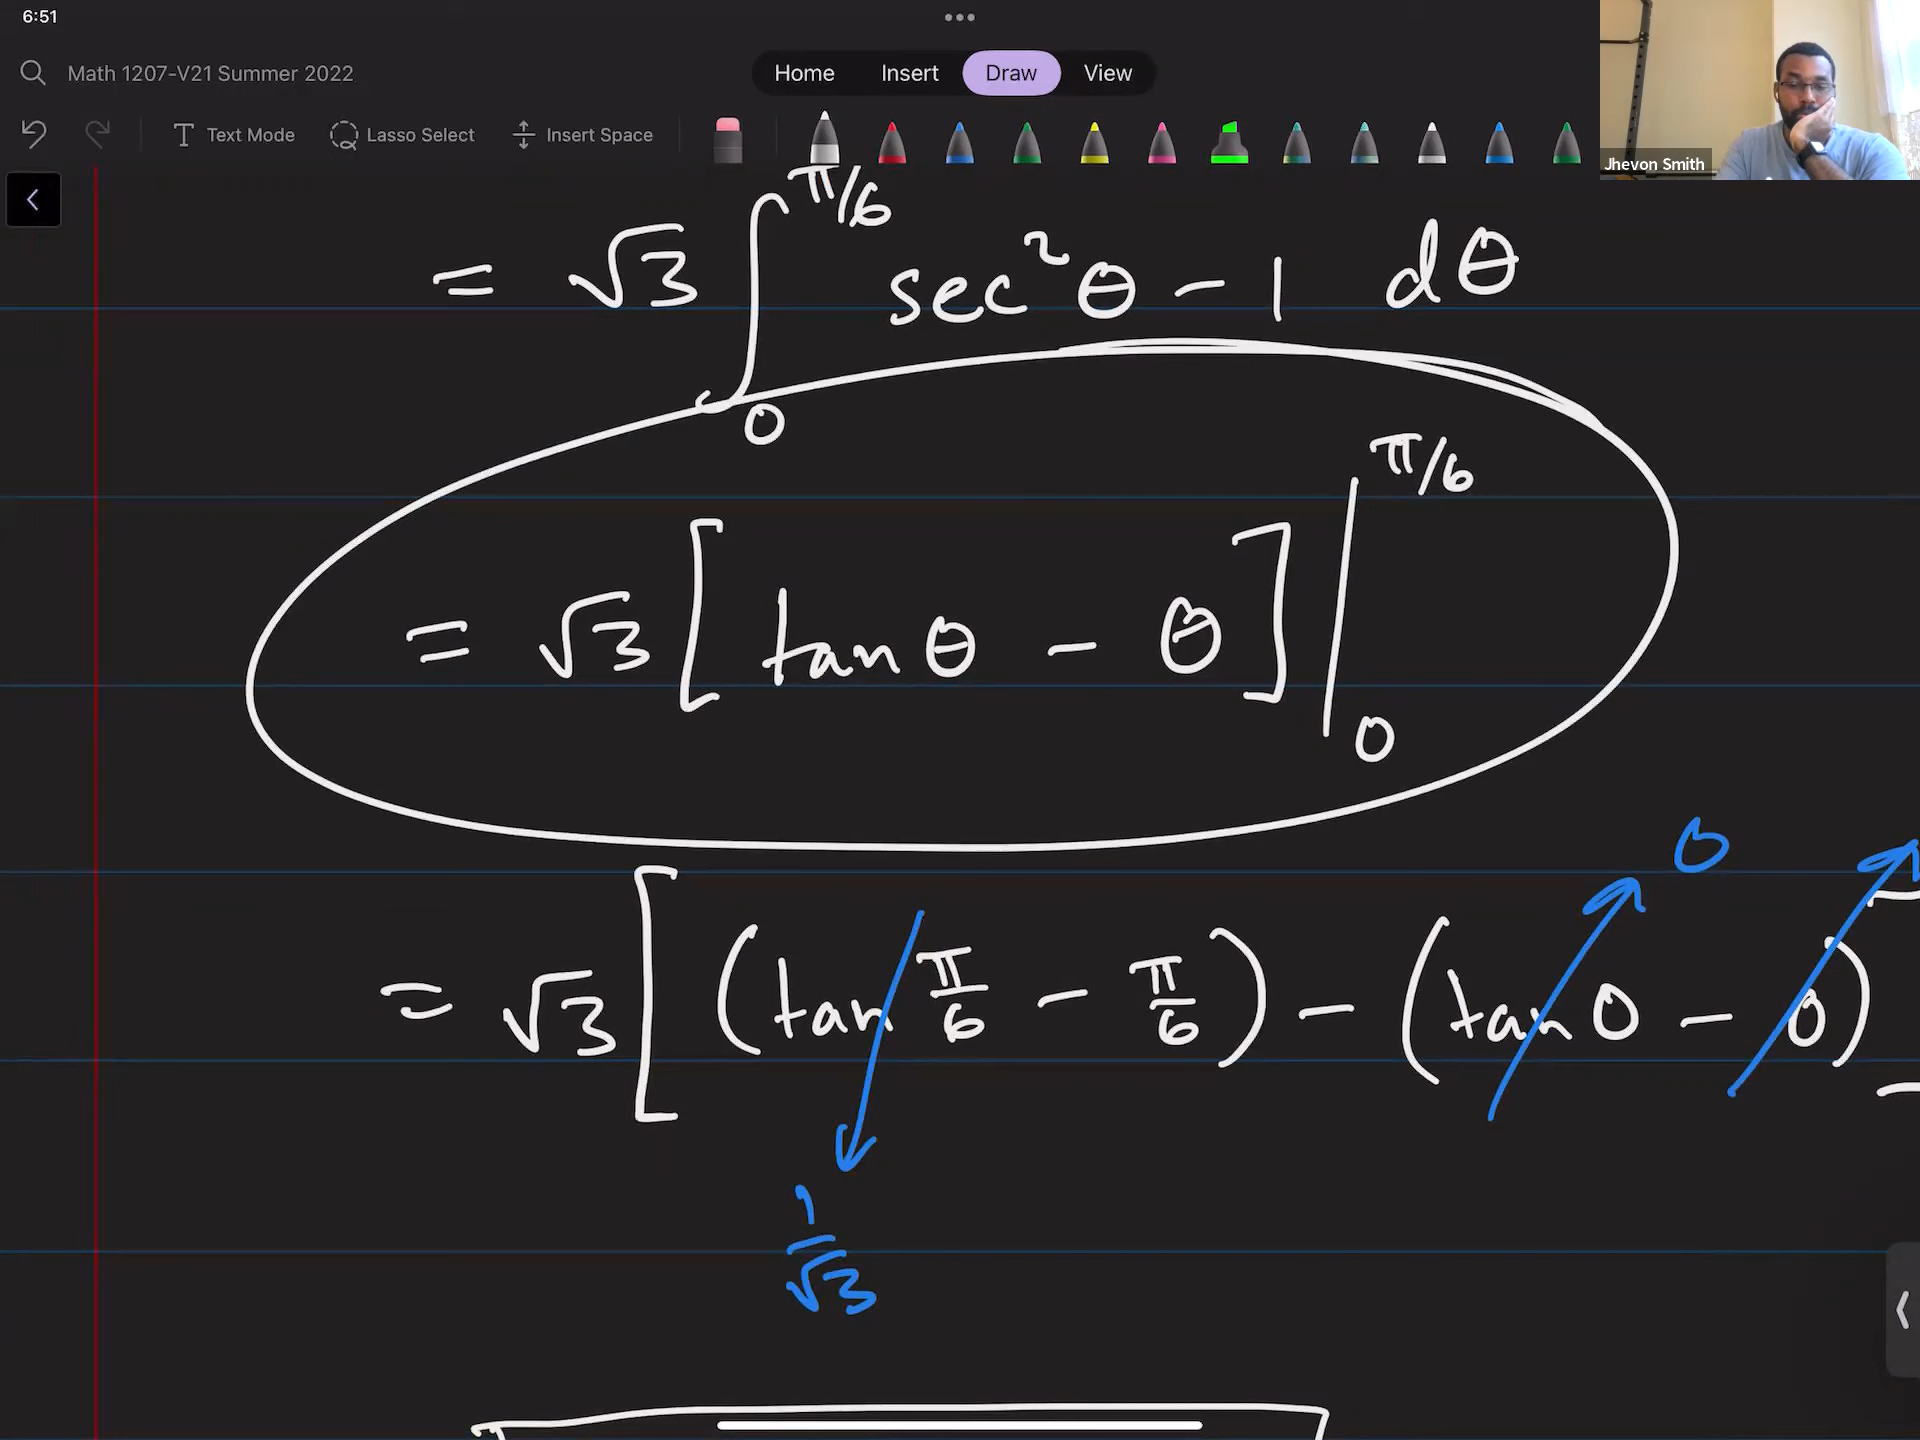 6:51
Math 1207-V21 Summer 2022
Home Insert Draw View
Text Mode Lasso Select Insert Space
Jhevon Smith
= √3 ∫₀^(π/6) sec²θ - 1 dθ
= √3 [tan θ - θ] |₀^(π/6)
0
= √3 [(tan π/6 - π/6) - (tan 0 - 0)
1/√3